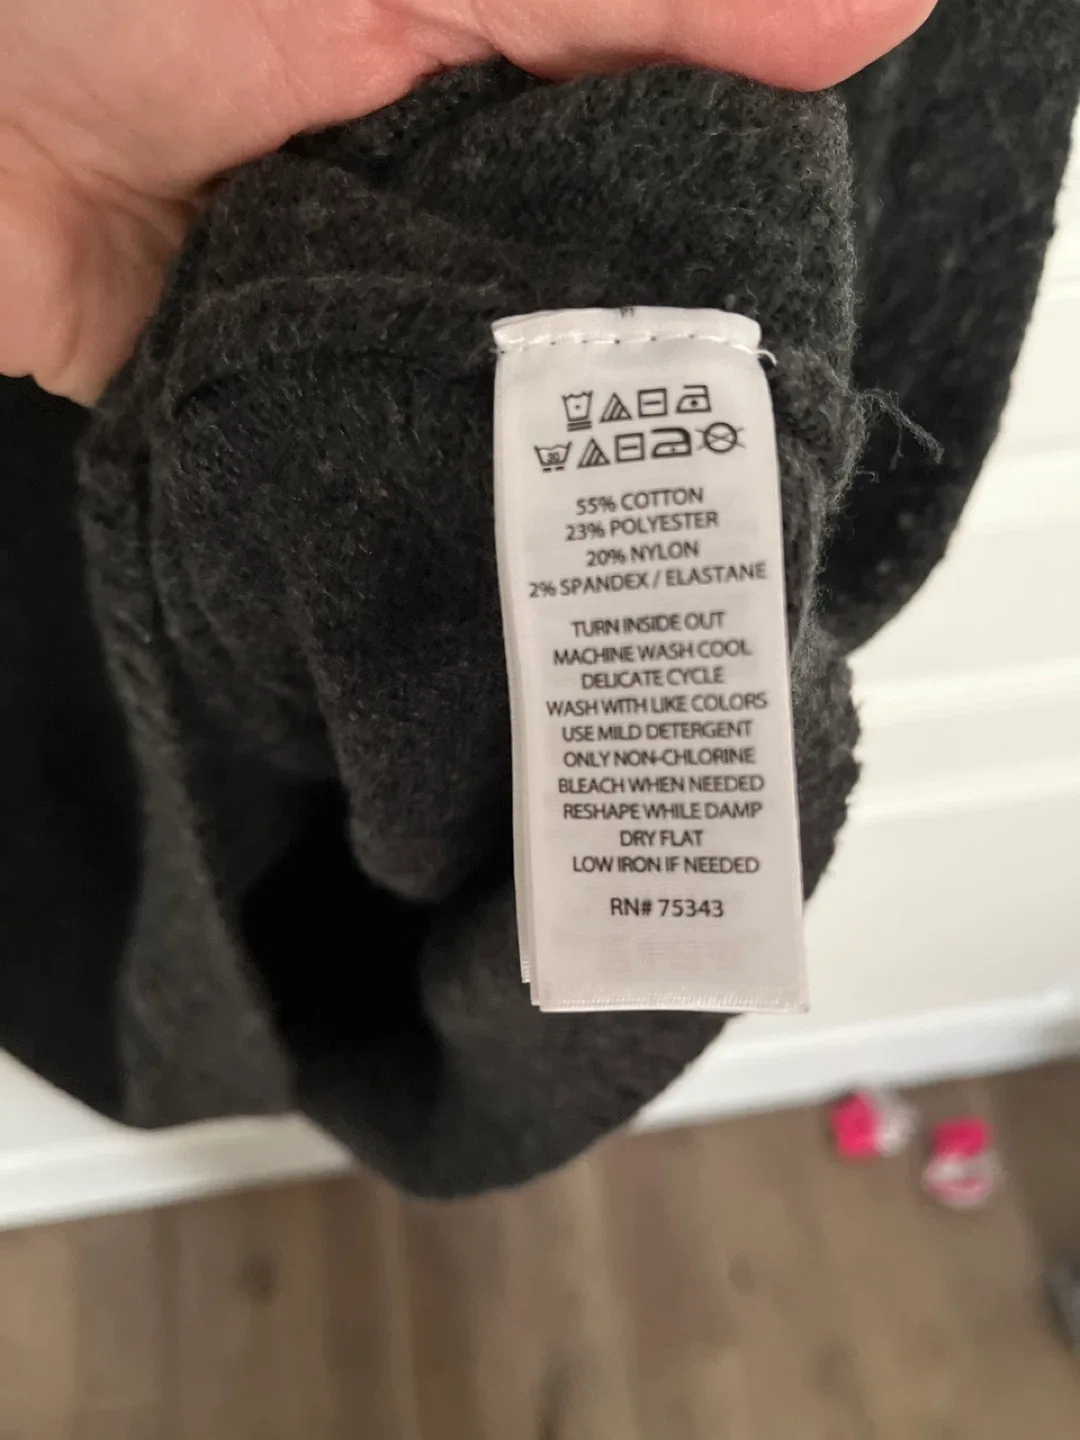 30
55% COTTON
23% POLYESTER
20% NYLON
2% SPANDEX / ELASTANE
TURN INSIDE OUT
MACHINE WASH COOL
DELICATE CYCLE
WASH WITH LIKE COLORS
USE MILD DETERGENT
ONLY NON-CHLORINE
BLEACH WHEN NEEDED
RESHAPE WHILE DAMP
DRY FLAT
LOW IRON IF NEEDED
RN# 75343